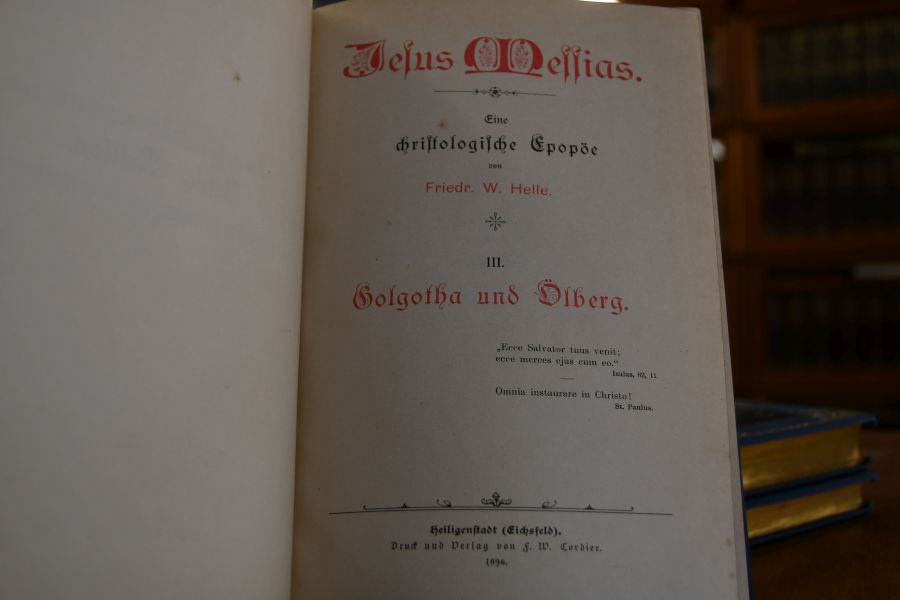 Jeſus Meſſias.
Eine
chriſtologiſche Epopöe
von
Friedr. W. Helle.
III.
Golgotha und Ölberg.
„Ecce Salvator tuus venit;
ecce merces ejus cum eo.“
Isaias, 62, 11.
Omnia instaurare in Christo!
St. Paulus.
Heiligenſtadt (Eichsfeld).
Druck und Verlag von F. W. Cordier.
1896.